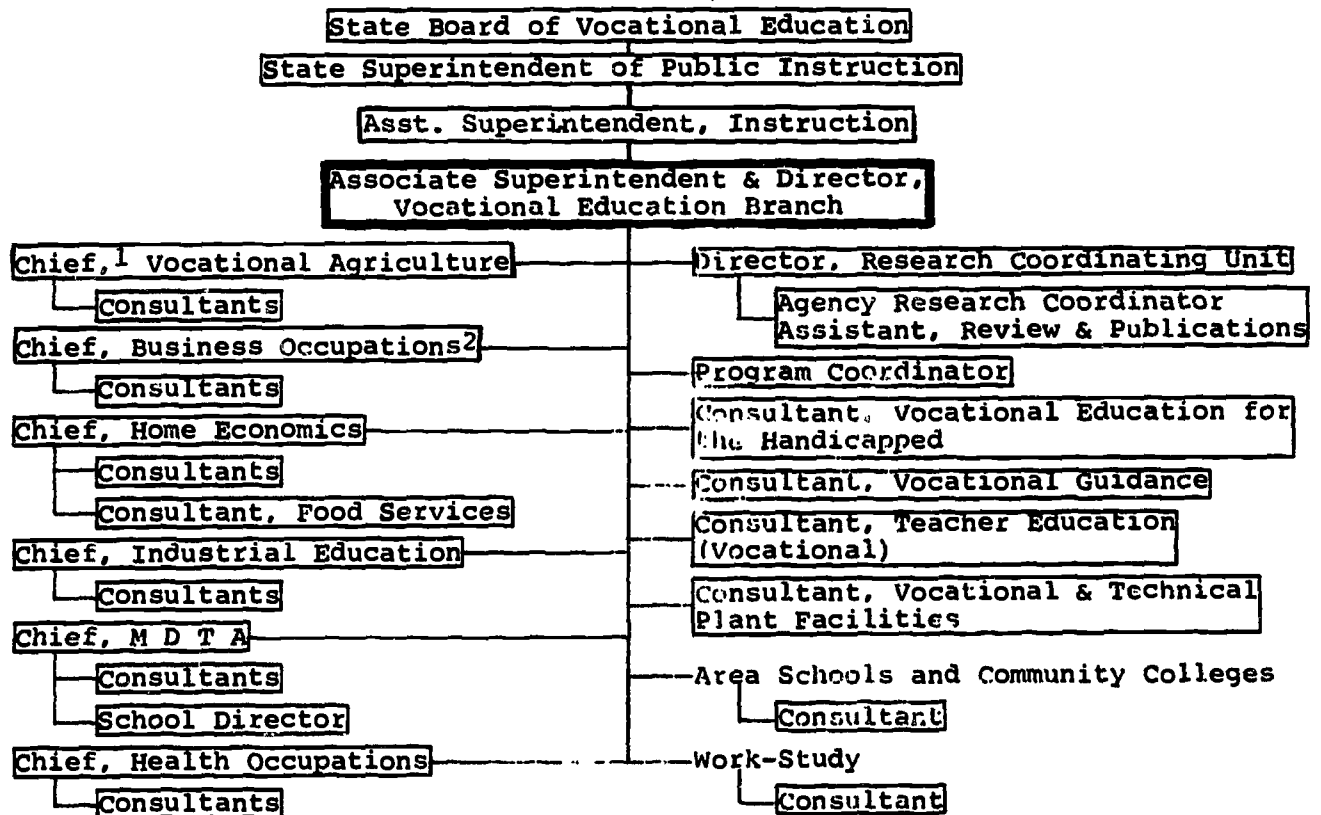 State Board of Vocational Education
State Superintendent of Public Instruction
Asst. Superintendent, Instruction
Associate Superintendent & Director,
Vocational Education Branch
Chief,1 Vocational Agriculture
Consultants
Chief, Business Occupations2
Consultants
Chief, Home Economics
Consultants
Consultant, Food Services
Chief, Industrial Education
Consultants
Chief, M D T A
Consultants
School Director
Chief, Health Occupations
Consultants
Director, Research Coordinating Unit
Agency Research Coordinator
Assistant, Review & Publications
Program Coordinator
Consultant, Vocational Education for
the Handicapped
Consultant, Vocational Guidance
Consultant, Teacher Education
(Vocational)
Consultant, Vocational & Technical
Plant Facilities
Area Schools and Community Colleges
Consultant
Work-Study
Consultant